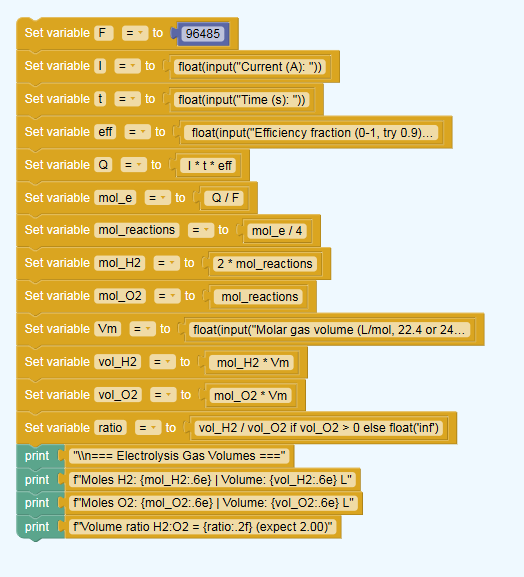 Set variable F = to 96485
Set variable I = to float(input("Current (A): "))
Set variable t = to float(input("Time (s): "))
Set variable eff = to float(input("Efficiency fraction (0-1, try 0.9)...
Set variable Q = to I * t * eff
Set variable mol_e = to Q / F
Set variable mol_reactions = to mol_e / 4
Set variable mol_H2 = to 2 * mol_reactions
Set variable mol_O2 = to mol_reactions
Set variable Vm = to float(input("Molar gas volume (L/mol, 22.4 or 24...
Set variable vol_H2 = to mol_H2 * Vm
Set variable vol_O2 = to mol_O2 * Vm
Set variable ratio = to vol_H2 / vol_O2 if vol_O2 > 0 else float('inf')
print "\\n=== Electrolysis Gas Volumes ==="
print f"Moles H2: {mol_H2:.6e} | Volume: {vol_H2:.6e} L"
print f"Moles O2: {mol_O2:.6e} | Volume: {vol_O2:.6e} L"
print f"Volume ratio H2:O2 = {ratio:.2f} (expect 2.00)"